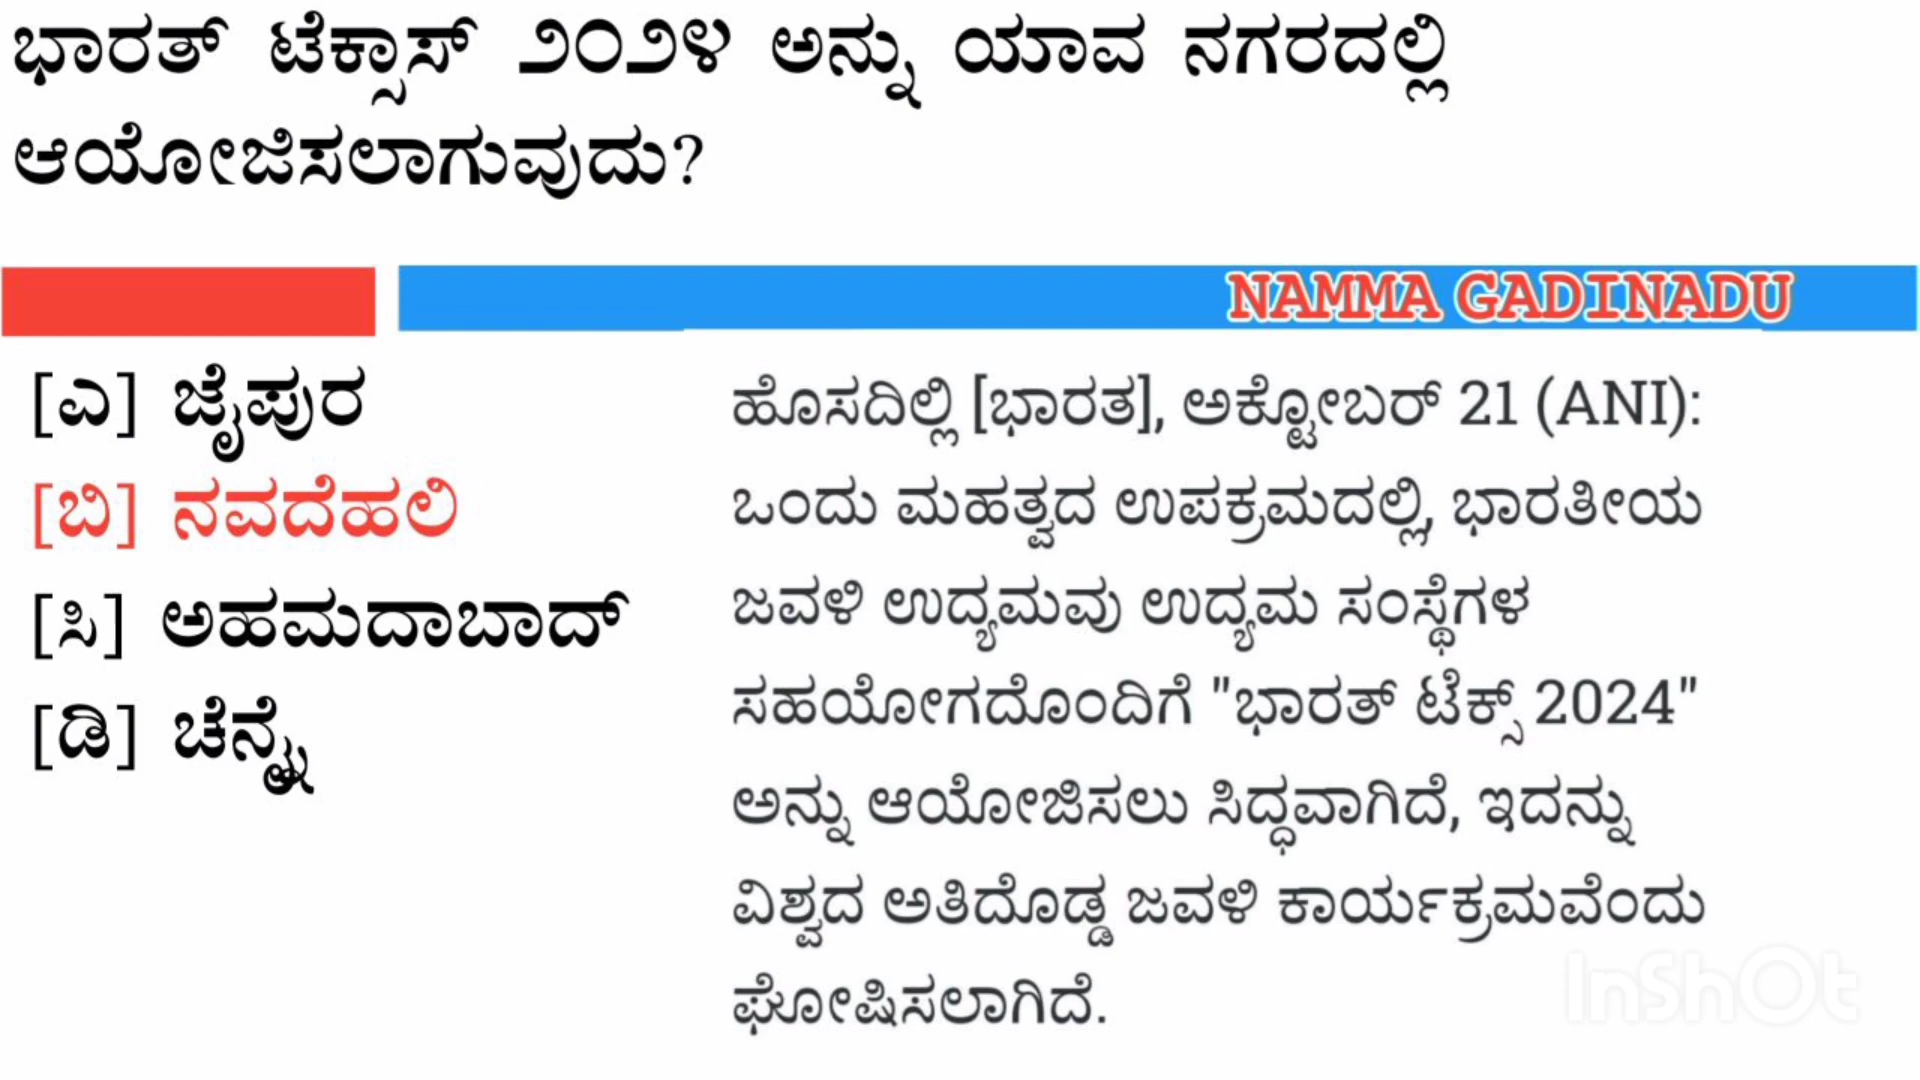 ಭಾರತ್ ಟೆಕ್ಸಾಸ್ ೨೦೨೪ ಅನ್ನು ಯಾವ ನಗರದಲ್ಲಿ
ಆಯೋಜಿಸಲಾಗುವುದು?
NAMMA GADINADU
[ಎ] ಜೈಪುರ
[ಬಿ] ನವದೆಹಲಿ
[ಸಿ] ಅಹಮದಾಬಾದ್
[ಡಿ] ಚೆನ್ನೈ
ಹೊಸದಿಲ್ಲಿ [ಭಾರತ], ಅಕ್ಟೋಬರ್ 21 (ANI):
ಒಂದು ಮಹತ್ವದ ಉಪಕ್ರಮದಲ್ಲಿ, ಭಾರತೀಯ
ಜವಳಿ ಉದ್ಯಮವು ಉದ್ಯಮ ಸಂಸ್ಥೆಗಳ
ಸಹಯೋಗದೊಂದಿಗೆ "ಭಾರತ್ ಟೆಕ್ಸ್ 2024"
ಅನ್ನು ಆಯೋಜಿಸಲು ಸಿದ್ಧವಾಗಿದೆ, ಇದನ್ನು
ವಿಶ್ವದ ಅತಿದೊಡ್ಡ ಜವಳಿ ಕಾರ್ಯಕ್ರಮವೆಂದು
ಘೋಷಿಸಲಾಗಿದೆ.
InShOt